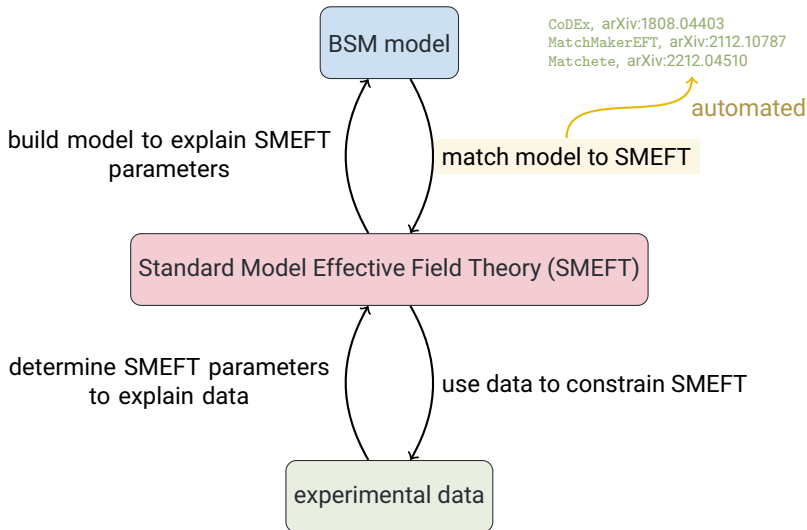 BSM model
CoDEx, arXiv:1808.04403
MatchMakerEFT, arXiv:2112.10787
Matchete, arXiv:2212.04510
automated
build model to explain SMEFT
parameters
match model to SMEFT
Standard Model Effective Field Theory (SMEFT)
determine SMEFT parameters
to explain data
use data to constrain SMEFT
experimental data